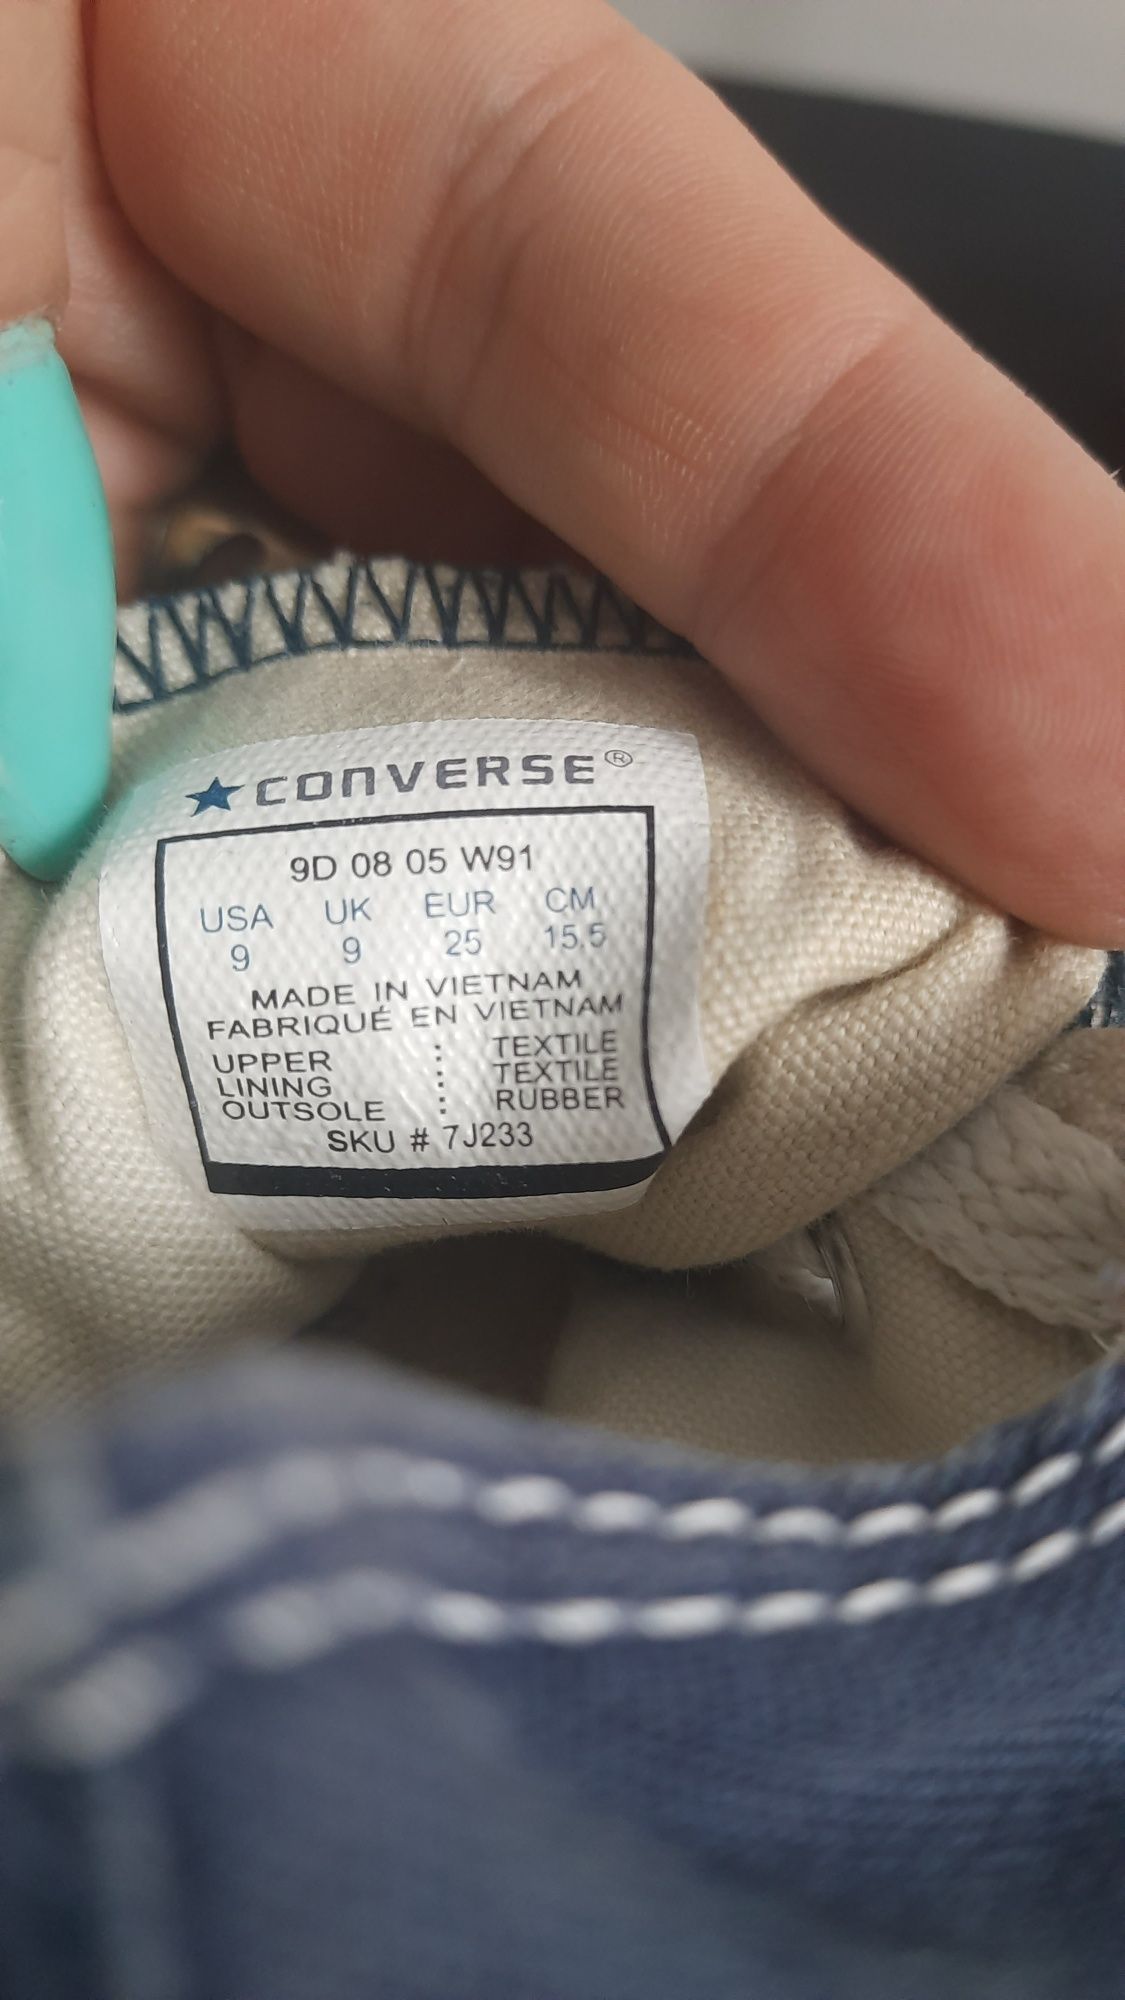 CONVERSE®
9D 08 05 W91
USA UK EUR CM
9 9 25 15.5
MADE IN VIETNAM
FABRIQUÉ EN VIETNAM
UPPER : TEXTILE
LINING : TEXTILE
OUTSOLE : RUBBER
SKU # 7J233